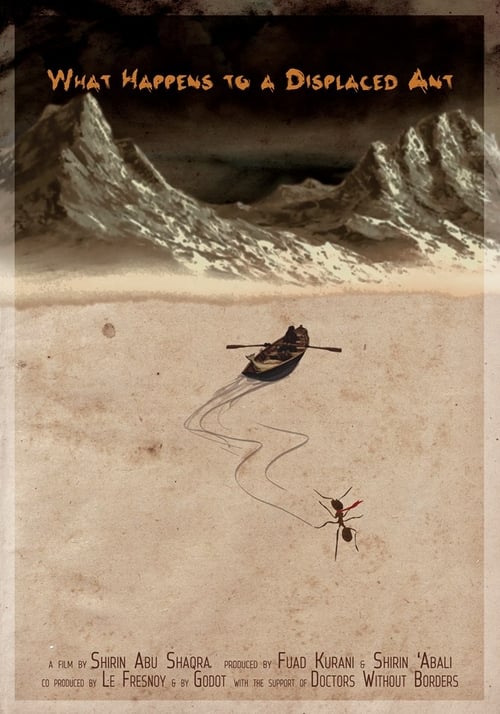 What Happens to a Displaced Ant
a film by Shirin Abu Shaqra produced by Fuad Kurani & Shirin 'Abali
co produced by Le Fresnoy & by Godot with the support of Doctors Without Borders